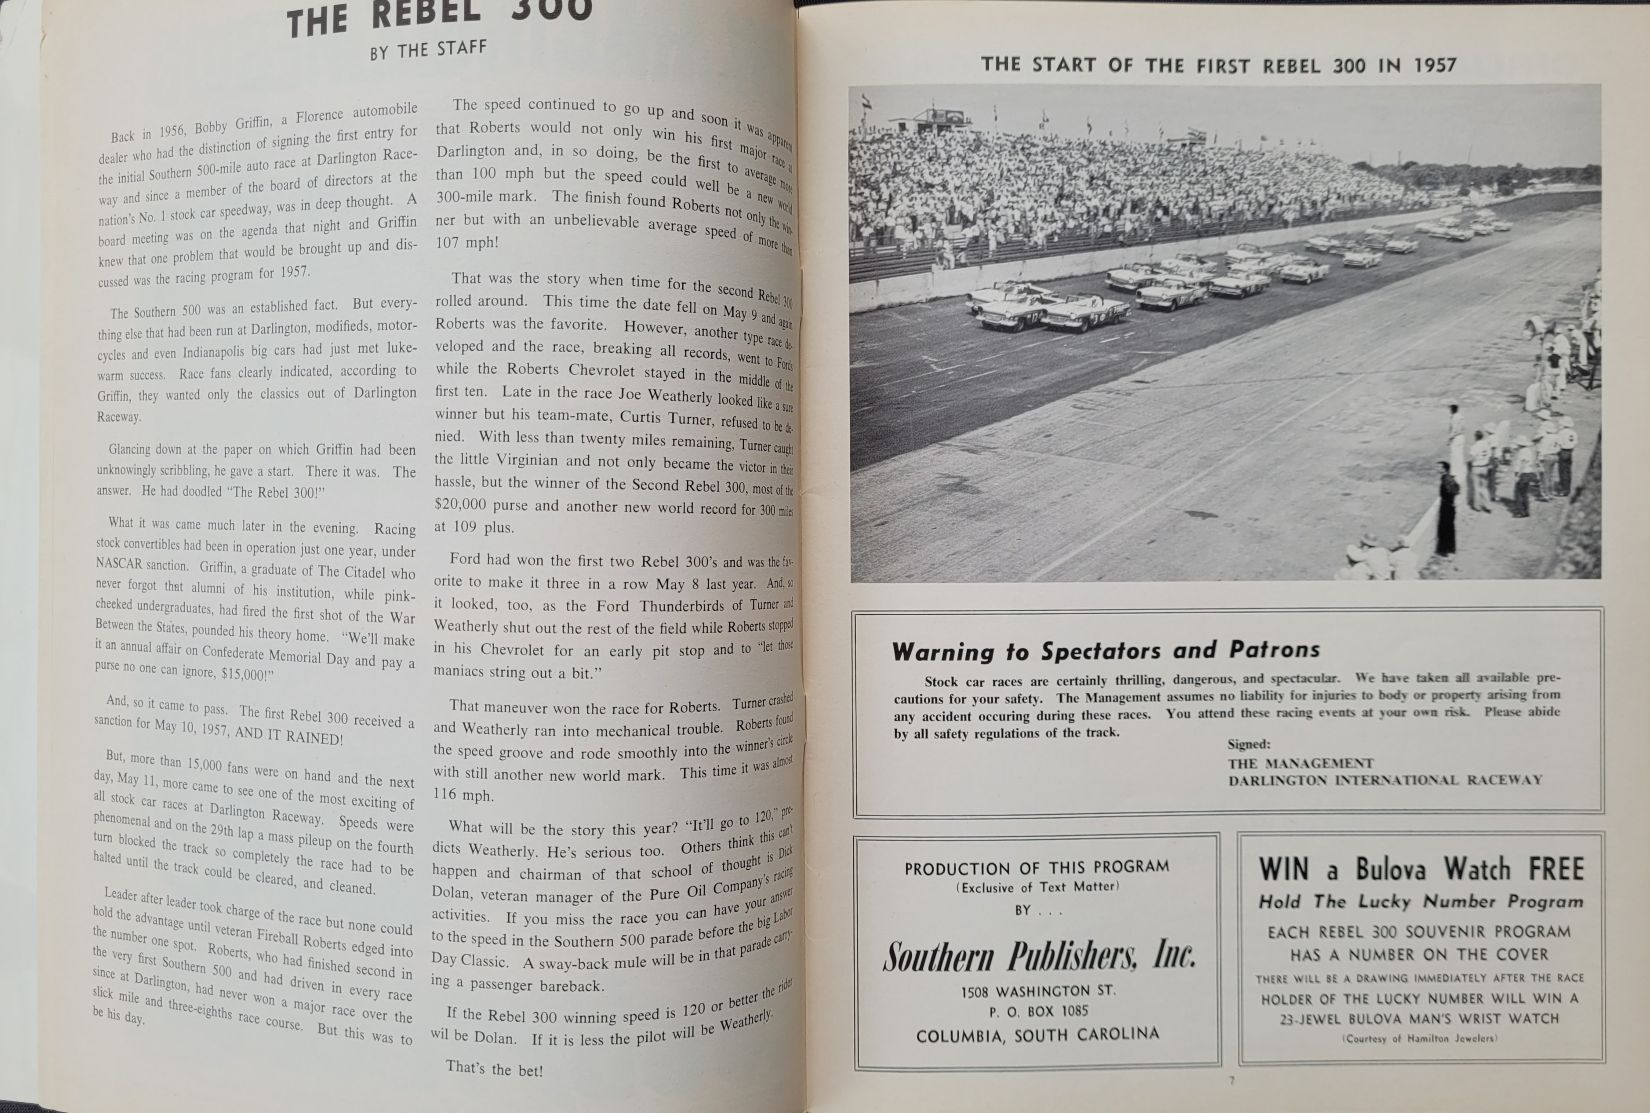 THE REBEL 300
BY THE STAFF
Back in 1956, Bobby Griffin, a Florence automobile
dealer who had the distinction of signing the first entry for
the initial Southern 500-mile auto race at Darlington Race-
way and since a member of the board of directors at the
nation's No. 1 stock car speedway, was in deep thought. A
board meeting was on the agenda that night and Griffin
knew that one problem that would be brought up and dis-
cussed was the racing program for 1957.
The Southern 500 was an established fact. But every-
thing else that had been run at Darlington, modifieds, motor-
cycles and even Indianapolis big cars had just met luke-
warm success. Race fans clearly indicated, according to
Griffin, they wanted only the classics out of Darlington
Raceway.
Glancing down at the paper on which Griffin had been
unknowingly scribbling, he gave a start. There it was. The
answer. He had doodled "The Rebel 300!"
What it was came much later in the evening. Racing
stock convertibles had been in operation just one year, under
NASCAR sanction. Griffin, a graduate of The Citadel who
never forgot that alumni of his institution, while pink-
cheeked undergraduates, had fired the first shot of the War
Between the States, pounded his theory home. "We'll make
it an annual affair on Confederate Memorial Day and pay a
purse no one can ignore, $15,000!"
And, so it came to pass. The first Rebel 300 received a
sanction for May 10, 1957, AND IT RAINED!
But, more than 15,000 fans were on hand and the next
day, May 11, more came to see one of the most exciting of
all stock car races at Darlington Raceway. Speeds were
phenomenal and on the 29th lap a mass pileup on the fourth
turn blocked the track so completely the race had to be
halted until the track could be cleared, and cleaned.
Leader after leader took charge of the race but none could
hold the advantage until veteran Fireball Roberts edged into
the number one spot. Roberts, who had finished second in
the very first Southern 500 and had driven in every race
since at Darlington, had never won a major race over the
slick mile and three-eighths race course. But this was to
be his day.
The speed continued to go up and soon it was apparent
that Roberts would not only win his first major race at
Darlington and, in so doing, be the first to average more
than 100 mph but the speed could well be a new world
300-mile mark. The finish found Roberts not only the win-
ner but with an unbelievable average speed of more than
107 mph!
That was the story when time for the second Rebel 300
rolled around. This time the date fell on May 9 and again
Roberts was the favorite. However, another type race de-
veloped and the race, breaking all records, went to Fords
while the Roberts Chevrolet stayed in the middle of the
first ten. Late in the race Joe Weatherly looked like a sure
winner but his team-mate, Curtis Turner, refused to be de-
nied. With less than twenty miles remaining, Turner caught
the little Virginian and not only became the victor in their
hassle, but the winner of the Second Rebel 300, most of the
$20,000 purse and another new world record for 300 miles
at 109 plus.
Ford had won the first two Rebel 300's and was the fav-
orite to make it three in a row May 8 last year. And, so
it looked, too, as the Ford Thunderbirds of Turner and
Weatherly shut out the rest of the field while Roberts stopped
in his Chevrolet for an early pit stop and to "let those
maniacs string out a bit."
That maneuver won the race for Roberts. Turner crashed
and Weatherly ran into mechanical trouble. Roberts found
the speed groove and rode smoothly into the winner's circle
with still another new world mark. This time it was almost
116 mph.
What will be the story this year? "It'll go to 120," pre-
dicts Weatherly. He's serious too. Others think this can't
happen and chairman of that school of thought is Dick
Dolan, veteran manager of the Pure Oil Company's racing
activities. If you miss the race you can have your answer
to the speed in the Southern 500 parade before the big Labor
Day Classic. A sway-back mule will be in that parade carry-
ing a passenger bareback.
If the Rebel 300 winning speed is 120 or better the rider
wil be Dolan. If it is less the pilot will be Weatherly.
That's the bet!
THE START OF THE FIRST REBEL 300 IN 1957
Warning to Spectators and Patrons
Stock car races are certainly thrilling, dangerous, and spectacular. We have taken all available pre-
cautions for your safety. The Management assumes no liability for injuries to body or property arising from
any accident occuring during these races. You attend these racing events at your own risk. Please abide
by all safety regulations of the track.
Signed:
THE MANAGEMENT
DARLINGTON INTERNATIONAL RACEWAY
PRODUCTION OF THIS PROGRAM
(Exclusive of Text Matter)
BY . . .
Southern Publishers, Inc.
1508 WASHINGTON ST.
P. O. BOX 1085
COLUMBIA, SOUTH CAROLINA
WIN a Bulova Watch FREE
Hold The Lucky Number Program
EACH REBEL 300 SOUVENIR PROGRAM
HAS A NUMBER ON THE COVER
THERE WILL BE A DRAWING IMMEDIATELY AFTER THE RACE
HOLDER OF THE LUCKY NUMBER WILL WIN A
23-JEWEL BULOVA MAN'S WRIST WATCH
(Courtesy of Hamilton Jewelers)
7